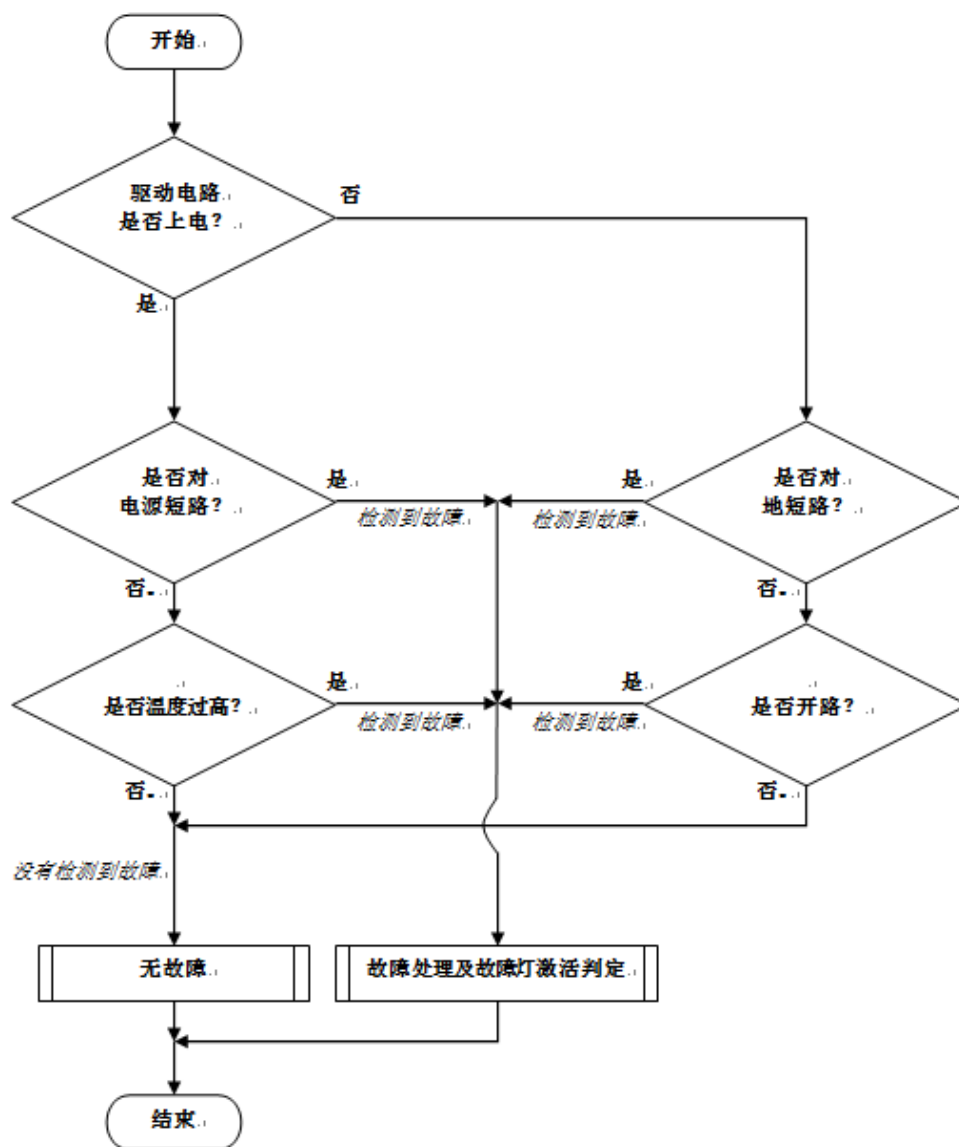 开始
驱动电路
是否上电?
否
是
是否对
电源短路?
是
检测到故障
是
检测到故障
是否对
地短路?
否。
否。
是否温度过高?
是
检测到故障
是
检测到故障
是否开路?
否。
否。
没有检测到故障
无故障
故障处理及故障灯激活判定
结束